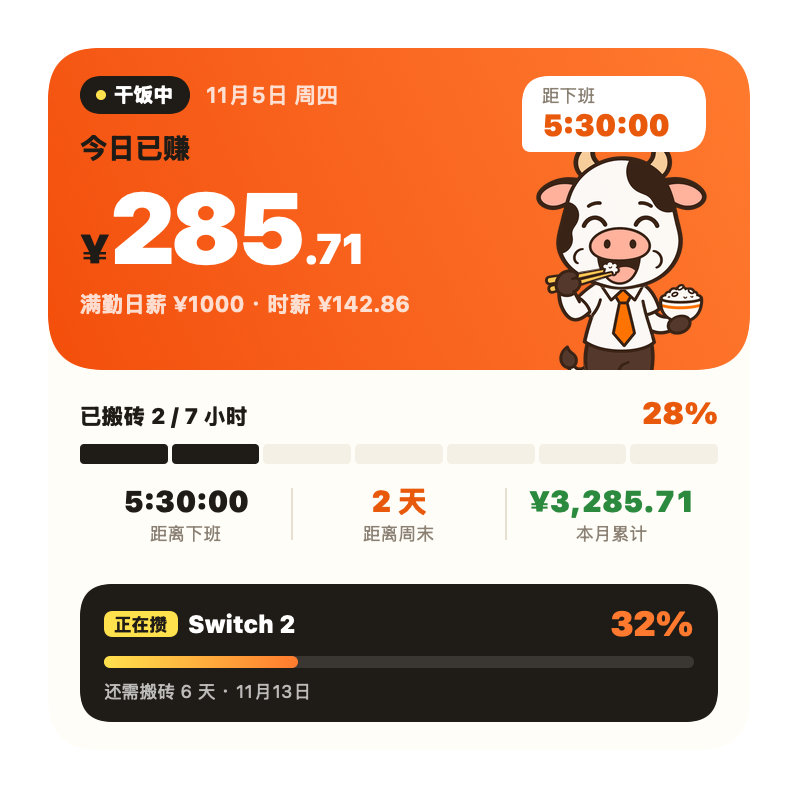 干饭中 11月5日 周四
距下班
5:30:00
今日已赚
¥285.71
满勤日薪 ¥1000 · 时薪 ¥142.86
已搬砖 2 / 7 小时 28%
5:30:00 2 天 ¥3,285.71
距离下班 距离周末 本月累计
正在攒 Switch 2 32%
还需搬砖 6 天 · 11月13日